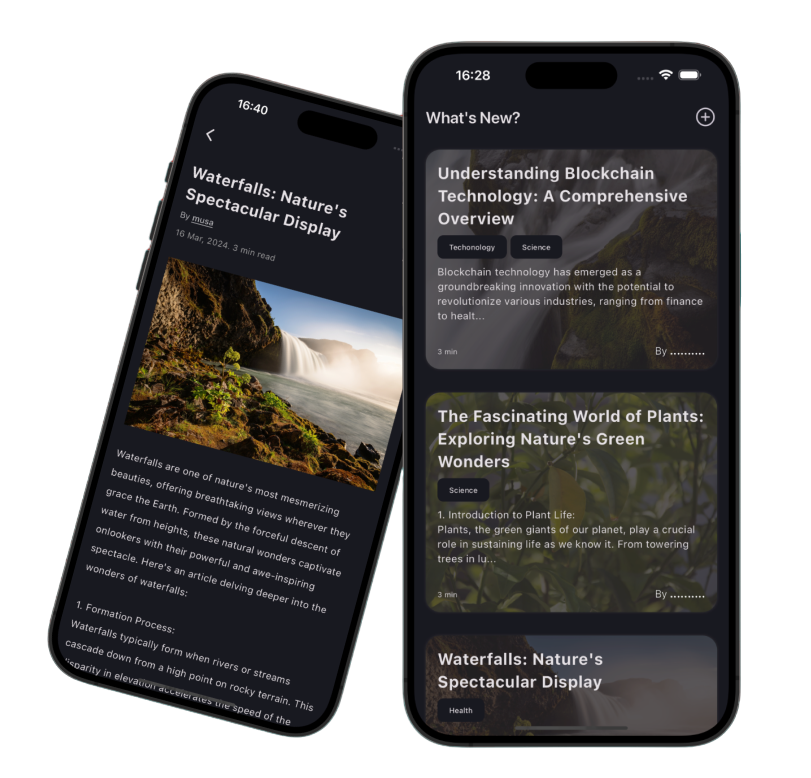 16:40
Waterfalls: Nature's
Spectacular Display
By musa
16 Mar, 2024. 3 min read
Waterfalls are one of nature's most mesmerizing
beauties, offering breathtaking views wherever they
grace the Earth. Formed by the forceful descent of
water from heights, these natural wonders captivate
onlookers with their powerful and awe-inspiring
spectacle. Here's an article delving deeper into the
wonders of waterfalls:
1. Formation Process:
Waterfalls typically form when rivers or streams
cascade down from a high point on rocky terrain. This
disparity in elevation accelerates the speed of the
16:28
What's New?
Understanding Blockchain
Technology: A Comprehensive
Overview
Techonology Science
Blockchain technology has emerged as a
groundbreaking innovation with the potential to
revolutionize various industries, ranging from finance
to healt...
3 min By ..........
The Fascinating World of Plants:
Exploring Nature's Green
Wonders
Science
1. Introduction to Plant Life:
Plants, the green giants of our planet, play a crucial
role in sustaining life as we know it. From towering
trees in lu...
3 min By ..........
Waterfalls: Nature's
Spectacular Display
Health